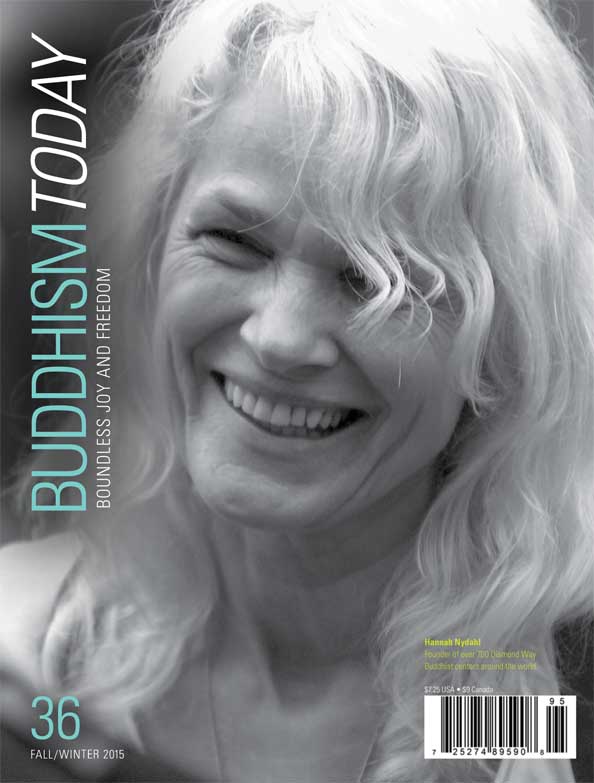 BUDDHISM TODAY
BOUNDLESS JOY AND FREEDOM
Hannah Nydahl
Founder of over 700 Diamond Way
Buddhist centers around the world
$7.25 USA • $9 Canada
36
FALL/WINTER 2015
95
7 25274 89590 8